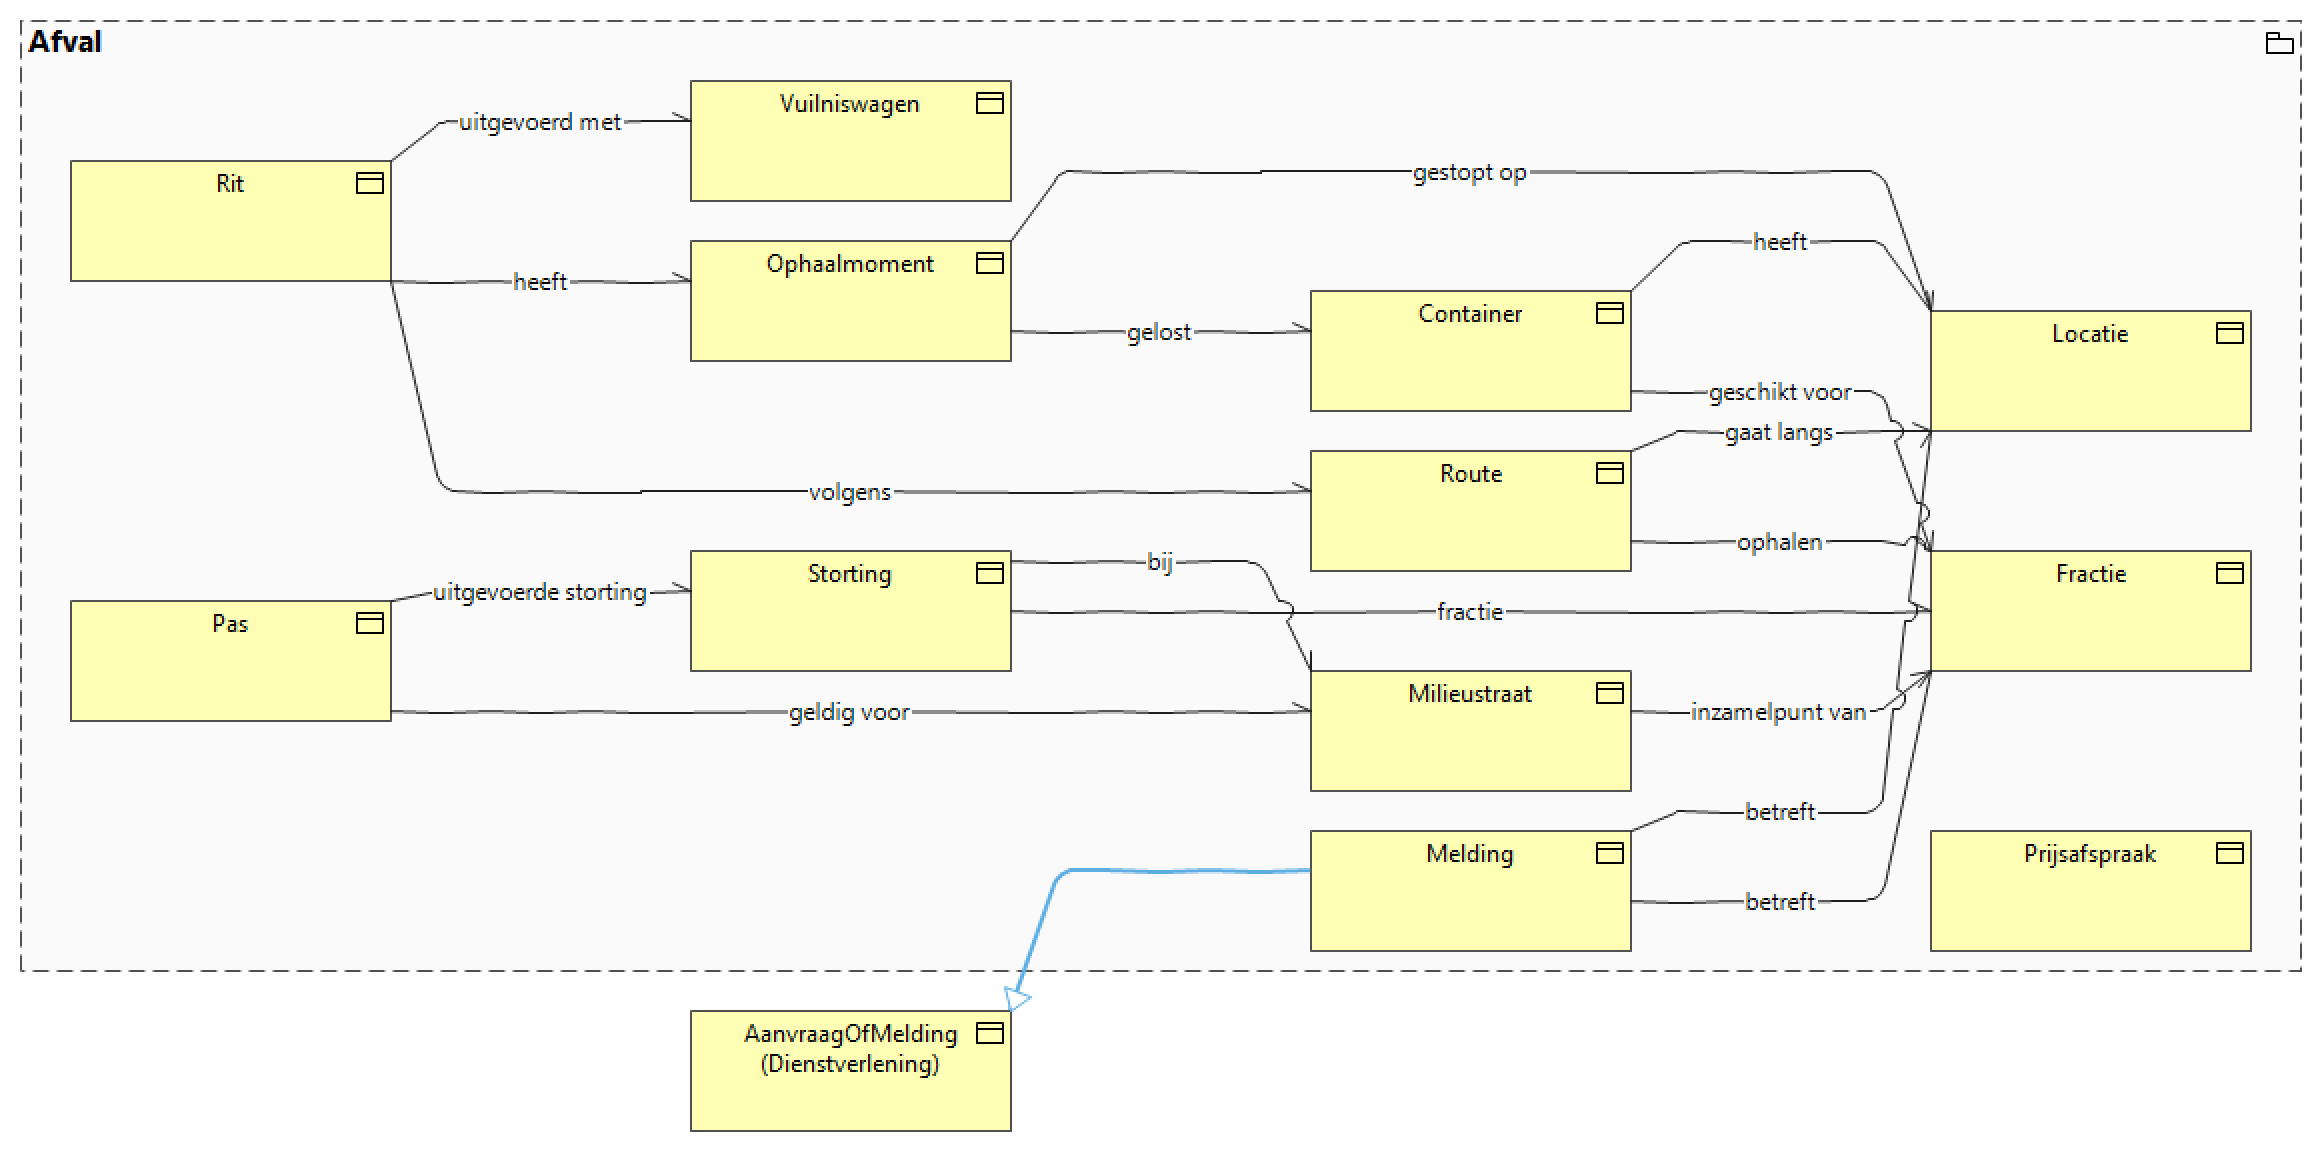 Afval
Vuilniswagen
uitgevoerd met
Rit
gestopt op
Ophaalmoment
heeft
heeft
Container
gelost
Locatie
geschikt voor
gaat langs
Route
volgens
ophalen
bij
Storting
Fractie
uitgevoerde storting
fractie
Pas
Milieustraat
geldig voor
inzamelpunt van
betreft
Melding
Prijsafspraak
betreft
AanvraagOfMelding
(Dienstverlening)